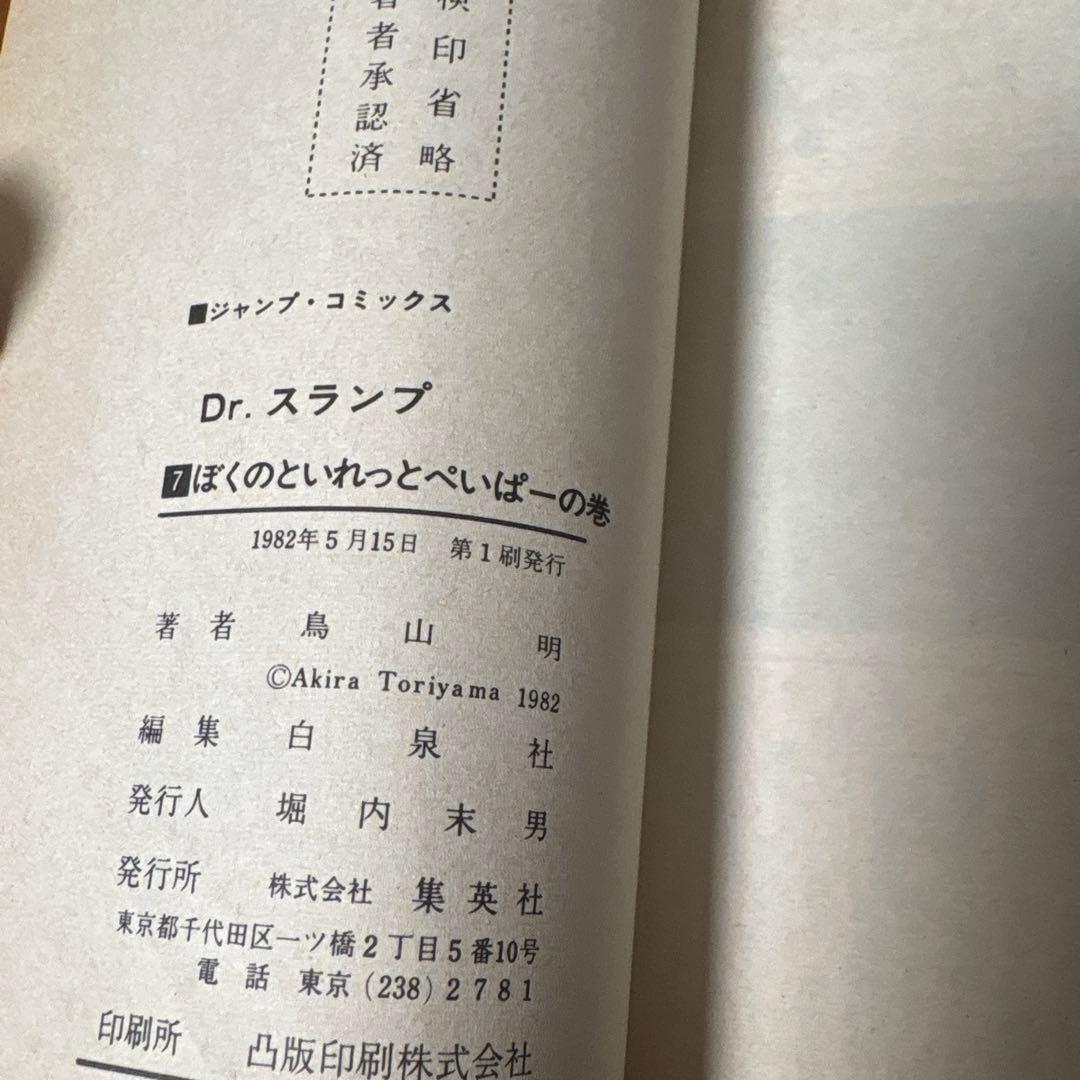 検印省略
著者承認済
■ジャンプ・コミックス
Dr. スランプ
7 ぼくのといれっとぺいぱーの巻
1982年5月15日 第1刷発行
著者 鳥山明
©Akira Toriyama 1982
編集 白泉社
発行人 堀内末男
発行所 株式会社 集英社
東京都千代田区一ツ橋2丁目5番10号
電話 東京 (238) 2781
印刷所 凸版印刷株式会社